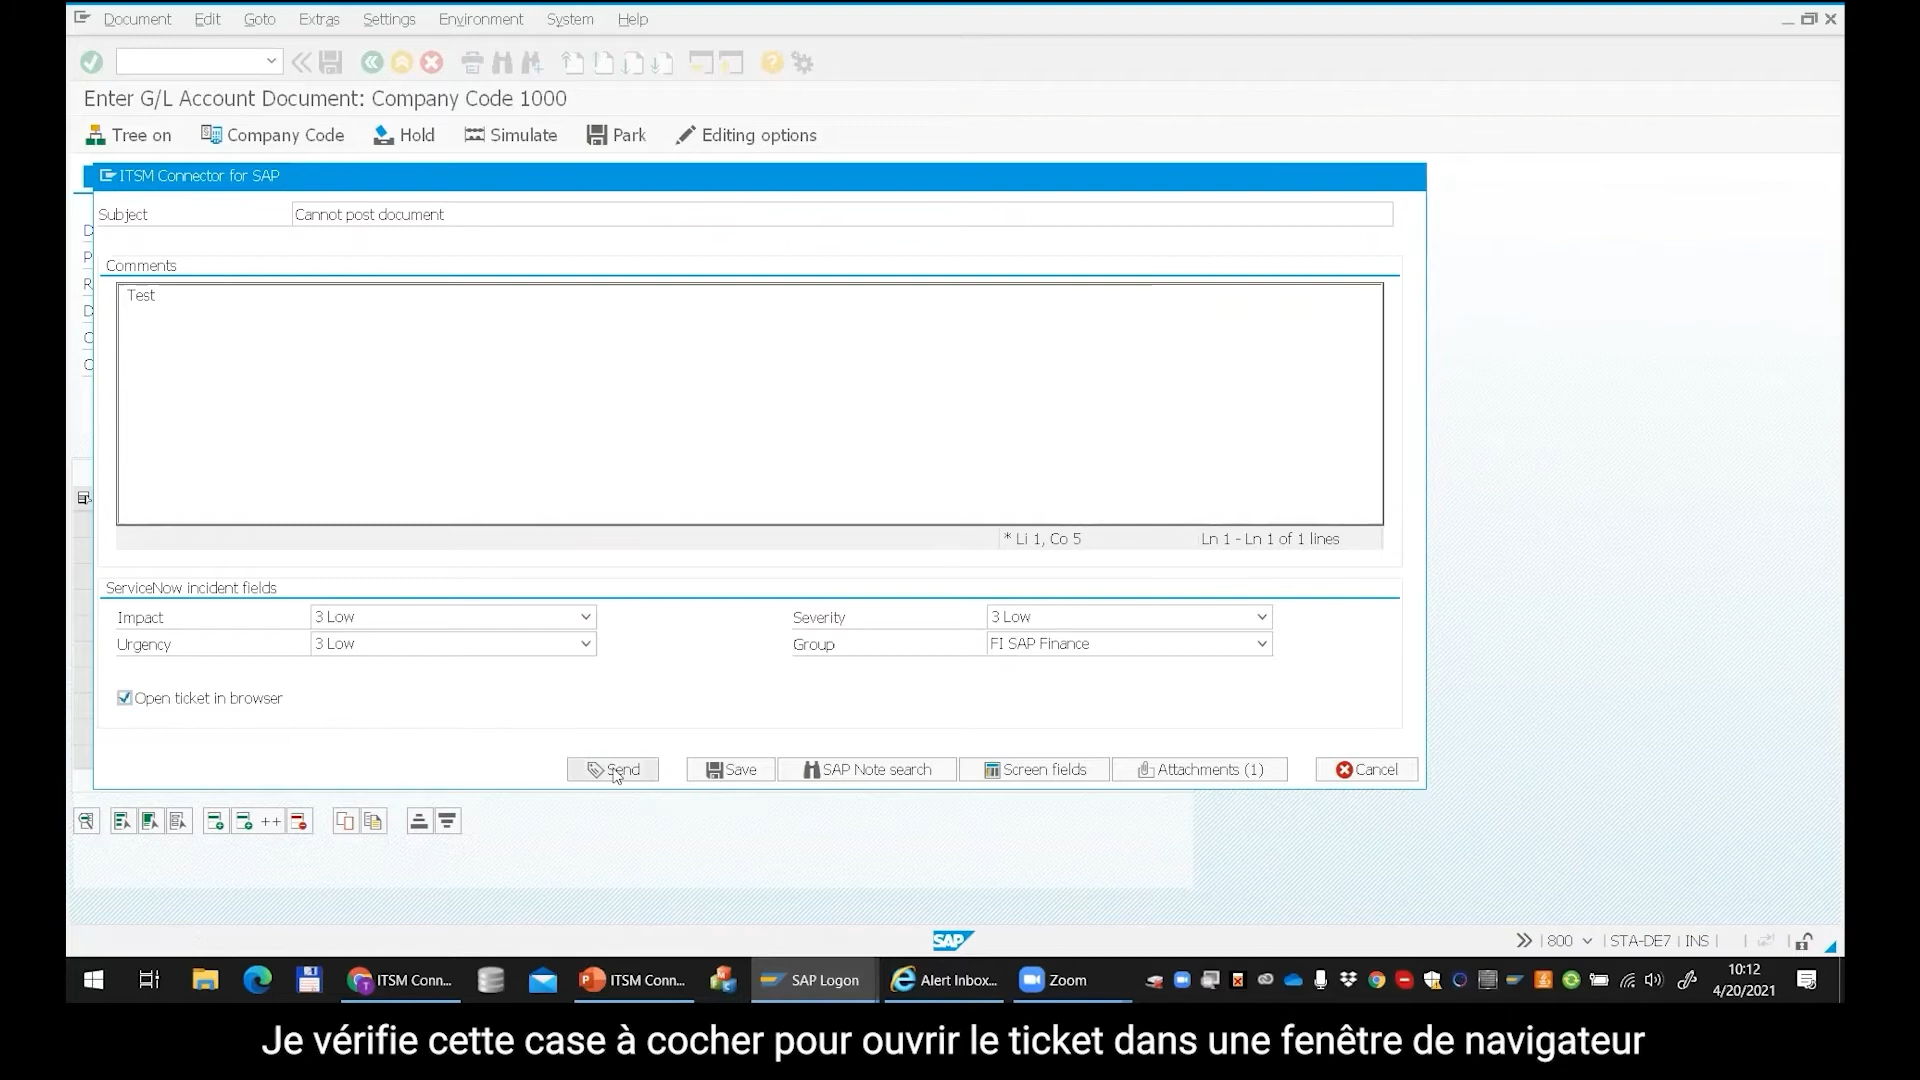 Document Edit Goto Extras Settings Environment System Help
Enter G/L Account Document: Company Code 1000
Tree on Company Code Hold Simulate Park Editing options
ITSM Connector for SAP
Subject Cannot post document
D
P
R
D
C
C
Comments
Test
* Li 1, Co 5 Ln 1 - Ln 1 of 1 lines
ServiceNow incident fields
Impact 3 Low Severity 3 Low
Urgency 3 Low Group FI SAP Finance
Open ticket in browser
Send Save SAP Note search Screen fields Attachments (1) Cancel
SAP 800 STA-DE7 INS
ITSM Conn... ITSM Conn... SAP Logon Alert Inbox... Zoom 10:12
4/20/2021
Je vérifie cette case à cocher pour ouvrir le ticket dans une fenêtre de navigateur